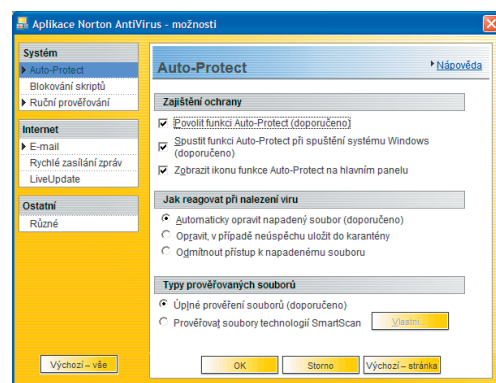 Aplikace Norton AntiVirus - možnosti
Systém
Auto-Protect
Blokování skriptů
Ruční prověřování
Internet
E-mail
Rychlé zasílání zpráv
LiveUpdate
Ostatní
Různé
Auto-Protect
Nápověda
Zajištění ochrany
Povolit funkci Auto-Protect (doporučeno)
Spustit funkci Auto-Protect při spuštění systému Windows
(doporučeno)
Zobrazit ikonu funkce Auto-Protect na hlavním panelu
Jak reagovat při nalezení viru
Automaticky opravit napadený soubor (doporučeno)
Opravit, v případě neúspěchu uložit do karantény
Odmítnout přístup k napadenému souboru
Typy prověřovaných souborů
Úplné prověření souborů (doporučeno)
Prověřovat soubory technologií SmartScan
Vlastní...
Výchozí – vše
OK
Storno
Výchozí – stránka